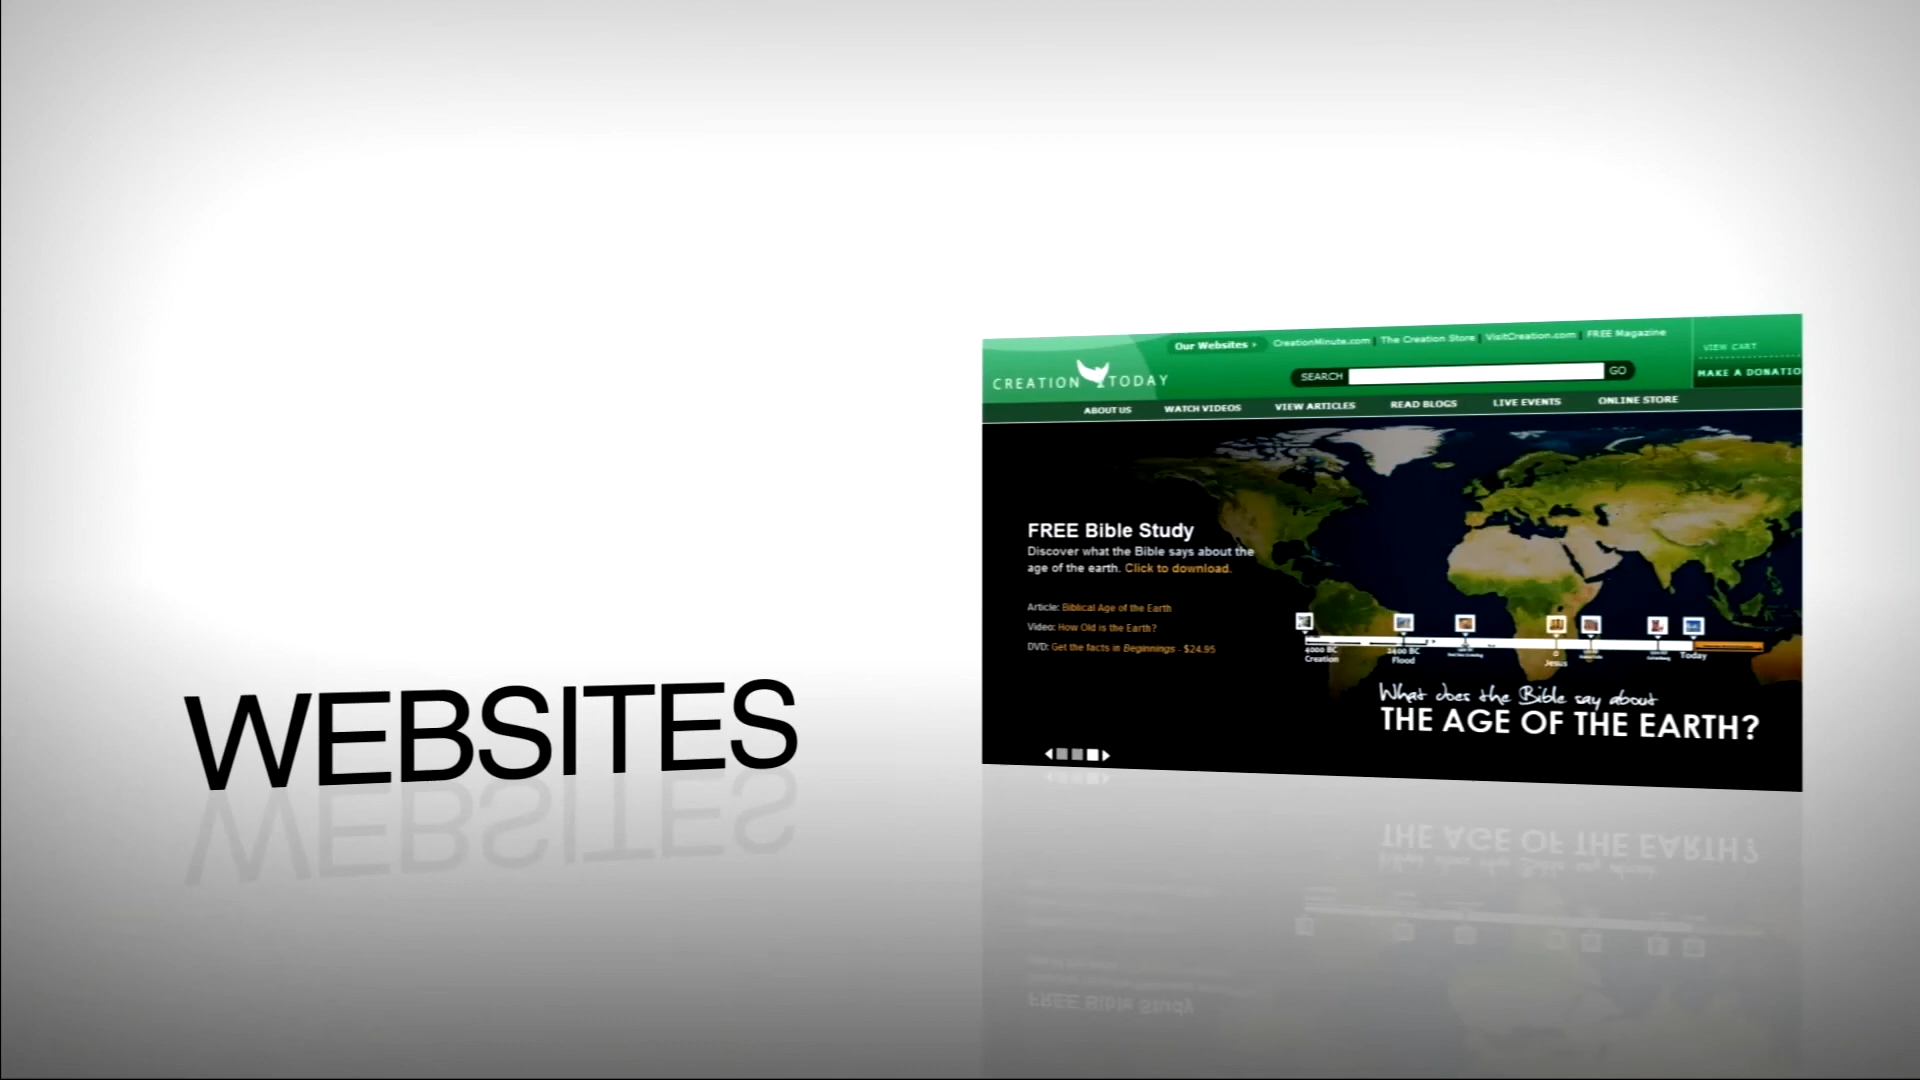 WEBSITES
Our Websites › CreationMinute.com | The Creation Store | VisitCreation.com | FREE Magazine
VIEW CART
CREATION TODAY
SEARCH GO
MAKE A DONATIO
ABOUT US WATCH VIDEOS VIEW ARTICLES READ BLOGS LIVE EVENTS ONLINE STORE
FREE Bible Study
Discover what the Bible says about the
age of the earth. Click to download.
Article: Biblical Age of the Earth
Video: How Old is the Earth?
DVD: Get the facts in Beginnings - $24.95
4000 BC
Creation
2400 BC
Flood
0
Jesus
Today
What does the Bible say about
THE AGE OF THE EARTH?